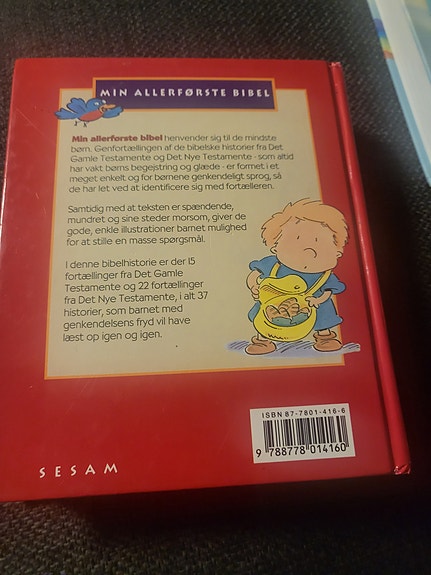 MIN ALLERFØRSTE BIBEL
Min allerførste bibel henvender sig til de mindste
børn. Genfortællingen af de bibelske historier fra Det
Gamle Testamente og Det Nye Testamente - som altid
har vakt børns begejstring og glæde - er formet i et
meget enkelt og for børnene genkendeligt sprog, så
de har let ved at identificere sig med fortælleren.
Samtidig med at teksten er spændende,
mundret og sine steder morsom, giver de
gode, enkle illustrationer barnet mulighed
for at stille en masse spørgsmål.
I denne bibelhistorie er der 15
fortællinger fra Det Gamle
Testamente og 22 fortællinger
fra Det Nye Testamente, i alt 37
historier, som barnet med
genkendelsens fryd vil have
læst op igen og igen.
ISBN 87-7801-416-6
9 788778 014160
SESAM